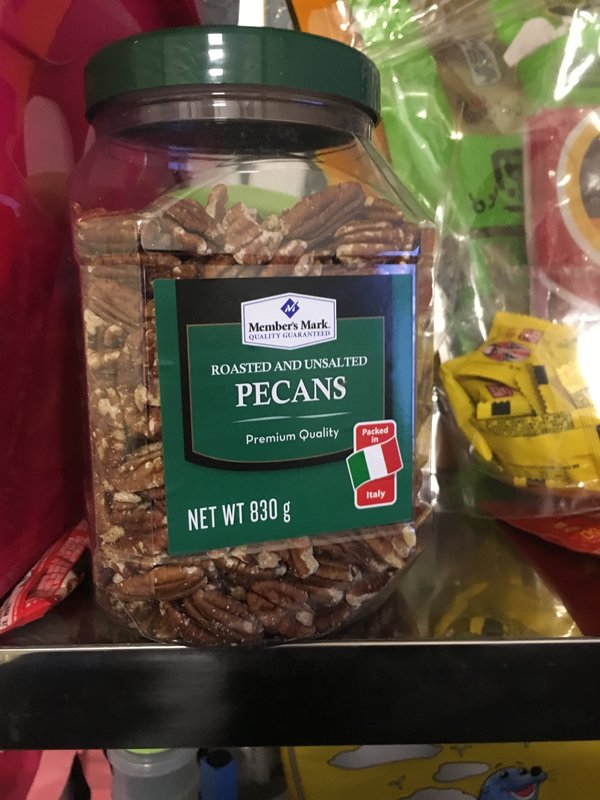 Member's Mark.
QUALITY GUARANTEED
ROASTED AND UNSALTED
PECANS
Premium Quality
Packed
in
Italy
NET WT 830 g